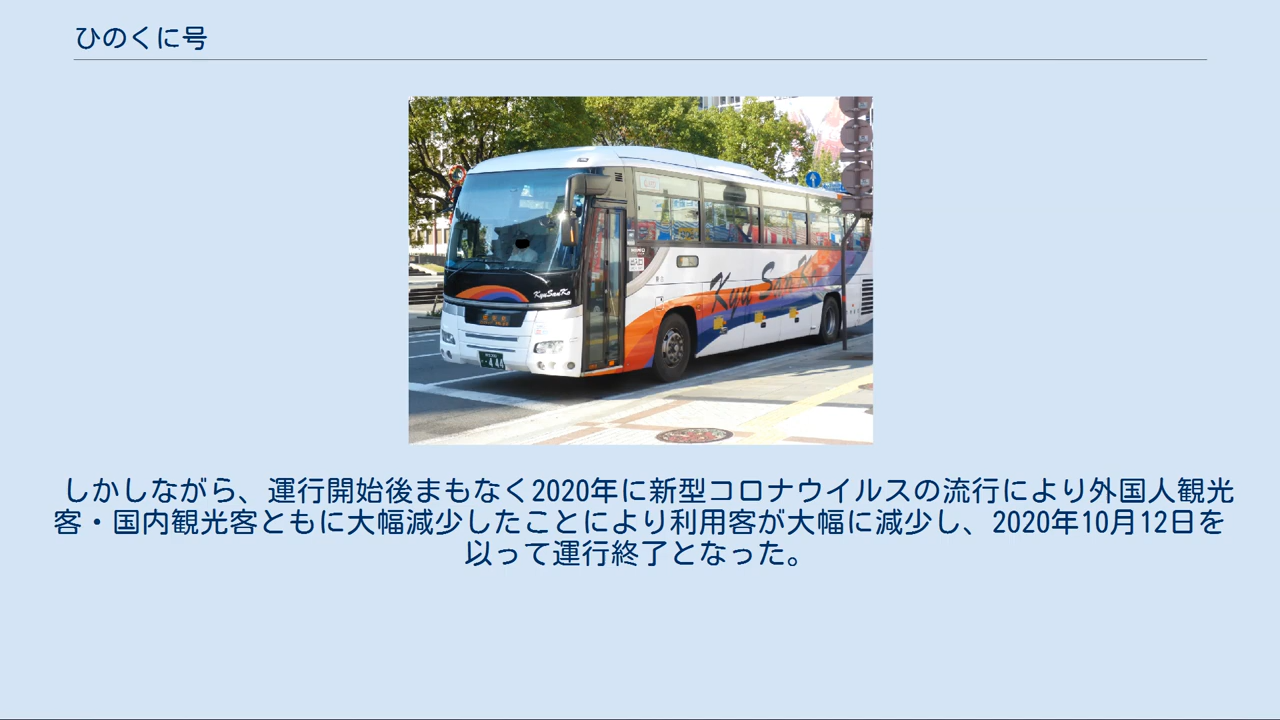 ひのくに号
KyuSanKo
Kyu San Ko
・446
しかしながら、運行開始後まもなく2020年に新型コロナウイルスの流行により外国人観光
客・国内観光客ともに大幅減少したことにより利用客が大幅に減少し、2020年10月12日を
以って運行終了となった。